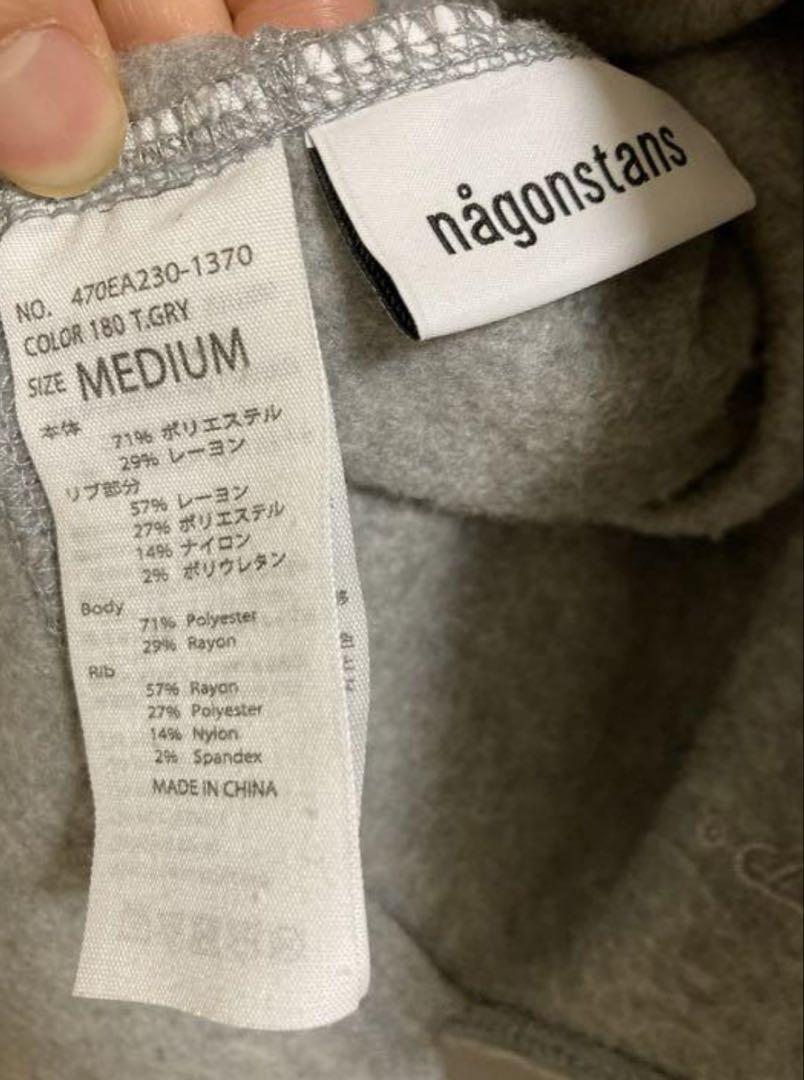 någonstans
NO. 470EA230-1370
COLOR 180 T.GRY
SIZE MEDIUM
本体
71% ポリエステル
29% レーヨン
リブ部分
57% レーヨン
27% ポリエステル
14% ナイロン
2% ポリウレタン
Body
71% Polyester
29% Rayon
Rib
57% Rayon
27% Polyester
14% Nylon
2% Spandex
MADE IN CHINA